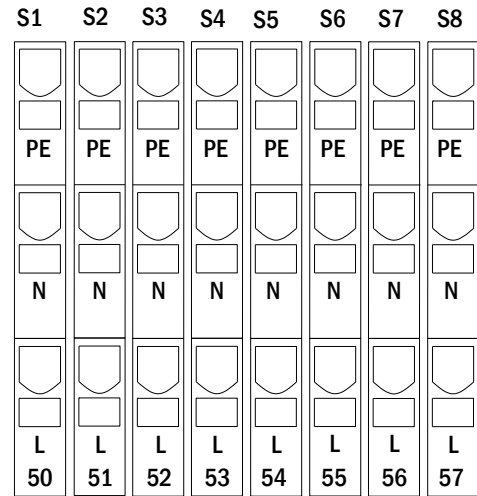 S1 S2 S3 S4 S5 S6 S7 S8
PE PE PE PE PE PE PE PE
N N N N N N N N
L L L L L L L L
50 51 52 53 54 55 56 57